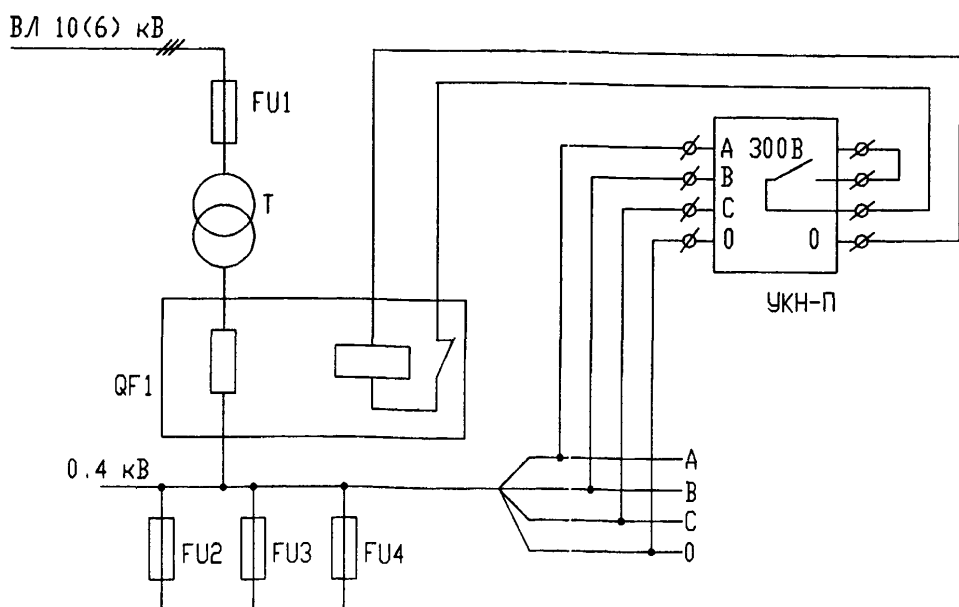 ВЛ 10(6) кВ
FU1
T
A 300В
B
C
0 0
УКН-П
QF1
0.4 кВ
A
B
C
0
FU2 FU3 FU4